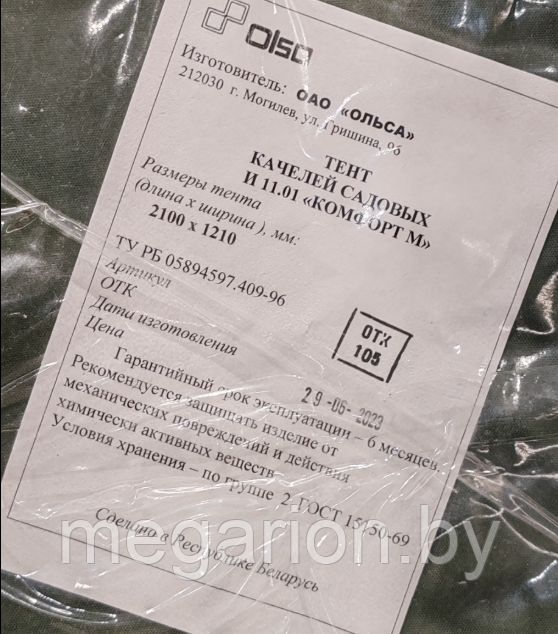 Olsa
Изготовитель: ОАО «ОЛЬСА»
212030 г. Могилев, ул. Гришина, 96
ТЕНТ
КАЧЕЛЕЙ САДОВЫХ
И 11.01 «КОМФОРТ М»
Размеры тента
(длина х ширина ), мм:
2100 х 1210
ТУ РБ 05894597.409-96
Артикул
ОТК
ОТК
105
Дата изготовления
29-06-2023
Цена
Гарантийный срок эксплуатации – 6 месяцев.
Рекомендуется защищать изделие от
механических повреждений и действия
химически активных веществ
Условия хранения – по группе 2 ГОСТ 15150-69
Сделано в Республике Беларусь
megarion.by